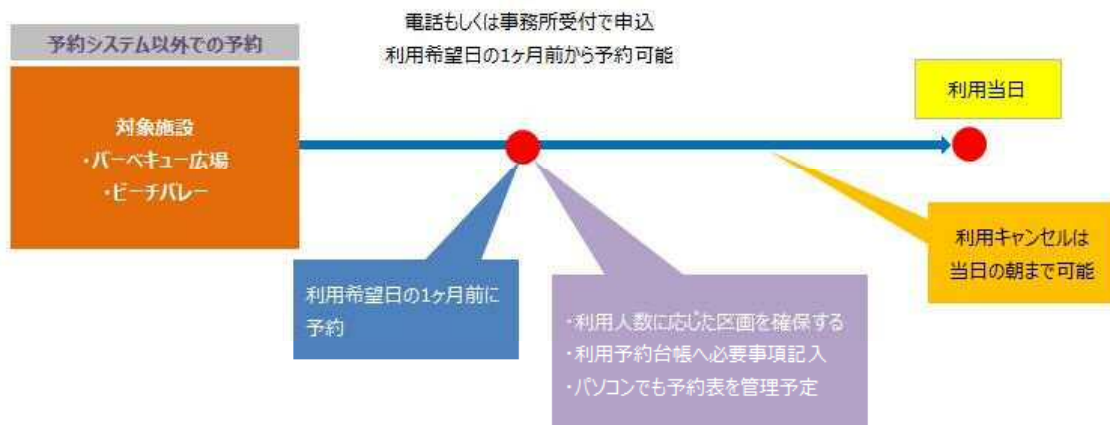 電話もしくは事務所受付で申込
利用希望日の1ヶ月前から予約可能
予約システム以外での予約
対象施設
・バーベキュー広場
・ビーチバレー
利用当日
利用希望日の1ヶ月前に
予約
・利用人数に応じた区画を確保する
・利用予約台帳へ必要事項記入
・パソコンでも予約表を管理予定
利用キャンセルは
当日の朝まで可能